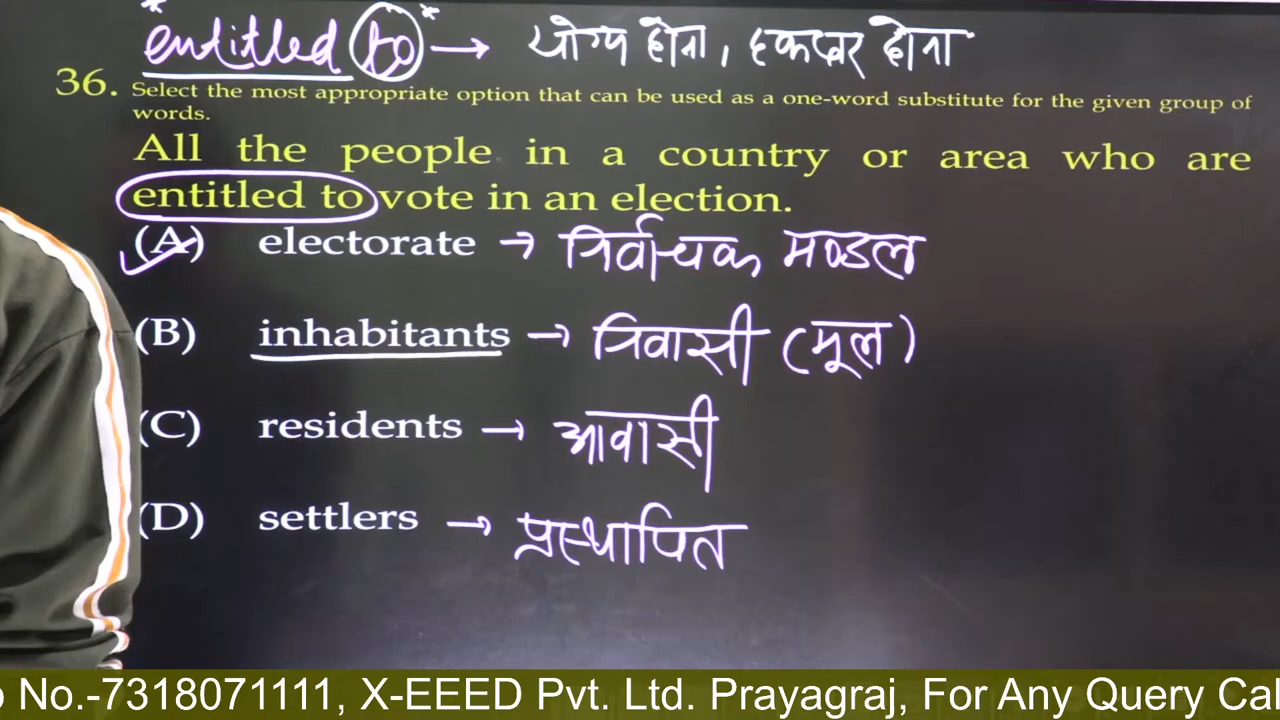 * entitled (to)* → योग्य होना, हकदार होना
36. Select the most appropriate option that can be used as a one-word substitute for the given group of
words.
All the people in a country or area who are
entitled to vote in an election.
(A) electorate → निर्वाचक मण्डल
(B) inhabitants → निवासी (मूल)
(C) residents → आवासी
(D) settlers → प्रस्थापित
No.-7318071111, X-EEED Pvt. Ltd. Prayagraj, For Any Query Cal